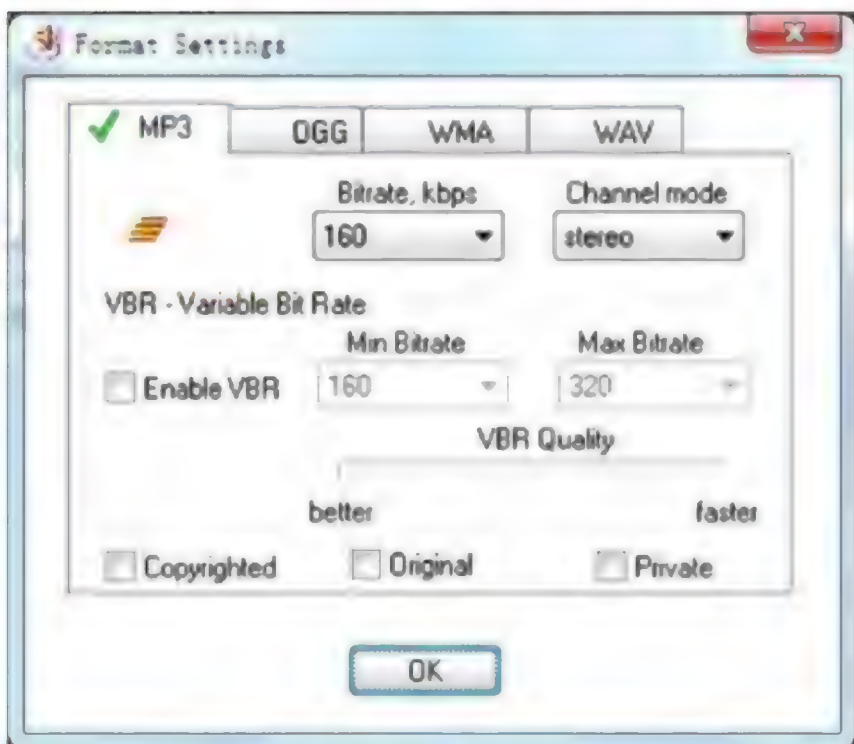 Format Settings
MP3 OGG WMA WAV
Bitrate, kbps Channel mode
160 stereo
VBR - Variable Bit Rate
Min Bitrate Max Bitrate
Enable VBR 160 320
VBR Quality
better faster
Copyrighted Original Private
OK